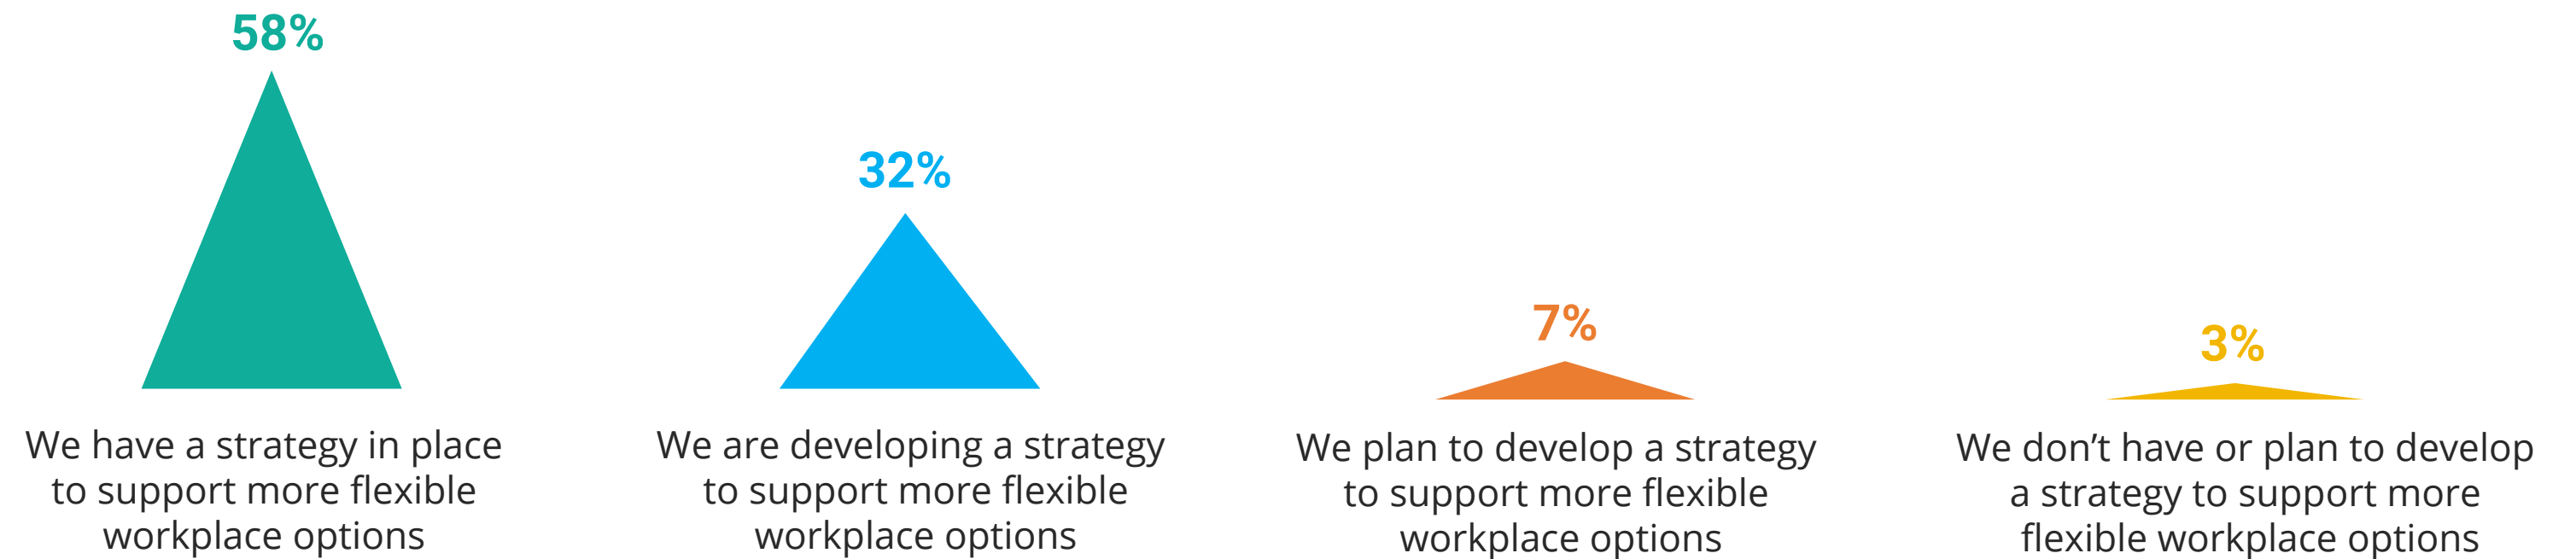 58%
We have a strategy in place
to support more flexible
workplace options
32%
We are developing a strategy
to support more flexible
workplace options
7%
We plan to develop a strategy
to support more flexible
workplace options
3%
We don’t have or plan to develop
a strategy to support more
flexible workplace options